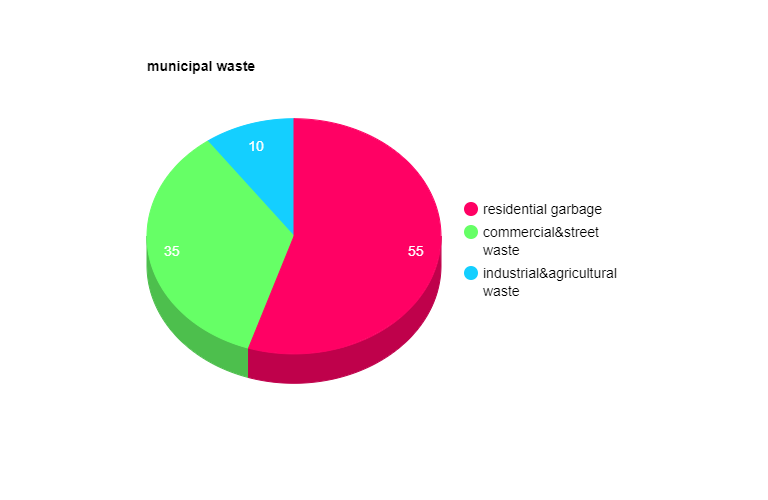 municipal waste
10
35
55
residential garbage
commercial&street
waste
industrial&agricultural
waste